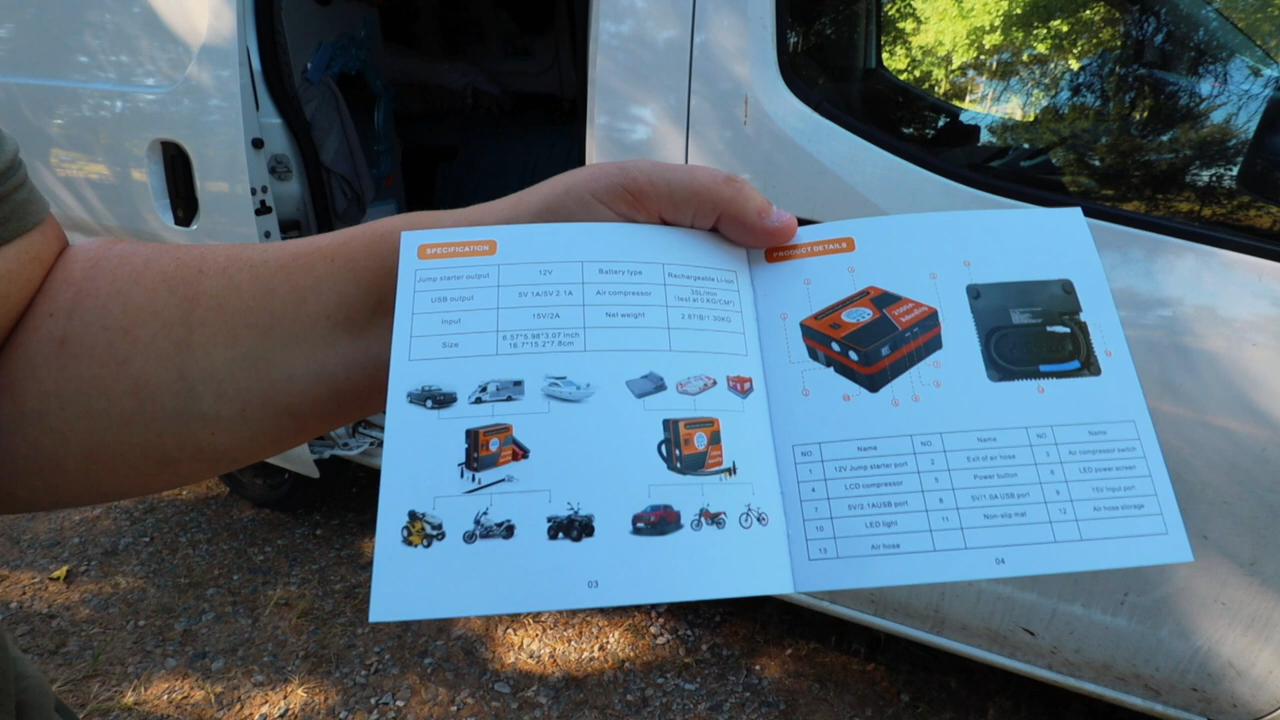 SPECIFICATION
Jump starter output 12V Battery type Rechargeable Li-ion
USB output 5V 1A/5V 2.1A Air compressor 35L/min
(test at 0 KG/CM²)
Input 15V/2A Net weight 2.87lB/1.30KG
Size 6.57*5.98*3.07 inch
16.7*15.2*7.8cm
03
PRODUCT DETAILS
NO. Name NO. Name NO. Name
1 12V Jump starter port 2 Exit of air hose 3 Air compressor switch
4 LCD compressor 5 Power button 6 LED power screen
7 5V/2.1AUSB port 8 5V/1.0A USB port 9 15V Input port
10 LED light 11 Non-slip mat 12 Air hose storage
13 Air hose
04